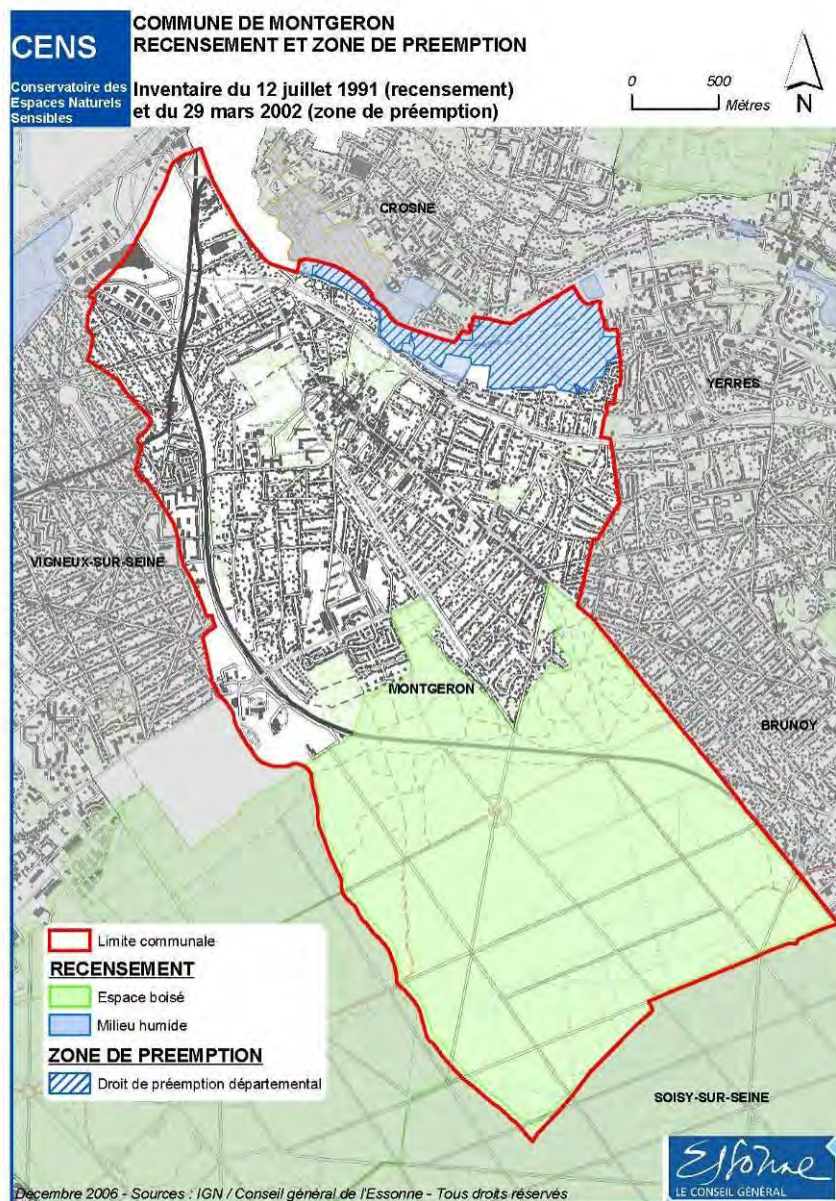 CENS
Conservatoire des
Espaces Naturels
Sensibles
COMMUNE DE MONTGERON
RECENSEMENT ET ZONE DE PREEMPTION
Inventaire du 12 juillet 1991 (recensement)
et du 29 mars 2002 (zone de préemption)
0 500
Mètres
N
CROSNE
YERRES
VIGNEUX-SUR-SEINE
MONTGERON
BRUNOY
Limite communale
RECENSEMENT
Espace boisé
Milieu humide
ZONE DE PREEMPTION
Droit de préemption départemental
SOISY-SUR-SEINE
Essonne
LE CONSEIL GÉNÉRAL
Décembre 2006 - Sources : IGN / Conseil général de l'Essonne - Tous droits réservés